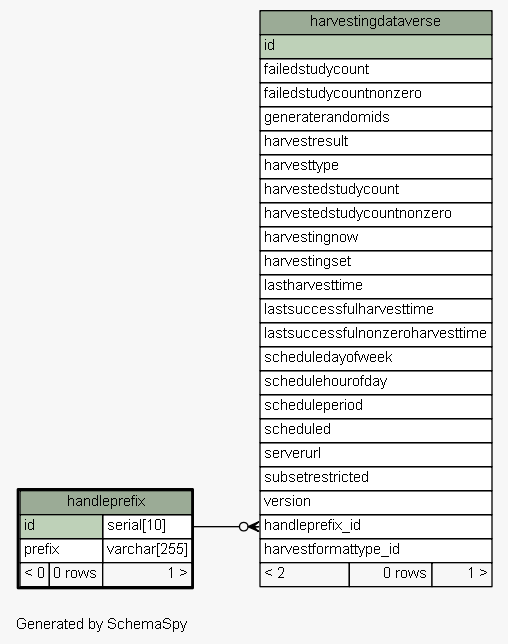 harvestingdataverse
id
failedstudycount
failedstudycountnonzero
generaterandomids
harvestresult
harvesttype
harvestedstudycount
harvestedstudycountnonzero
harvestingnow
harvestingset
lastharvesttime
lastsuccessfulharvesttime
lastsuccessfulnonzeroharvesttime
scheduledayofweek
schedulehourofday
scheduleperiod
scheduled
serverurl
subsetrestricted
version
handleprefix_id
harvestformattype_id
< 2 0 rows 1 >
handleprefix
id serial[10]
prefix varchar[255]
< 0 0 rows 1 >
Generated by SchemaSpy